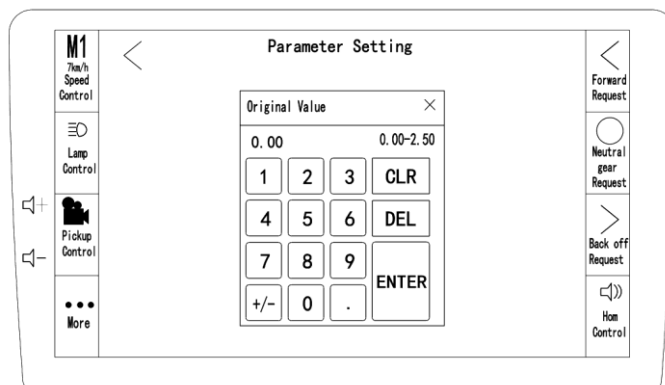 Parameter Setting
M1
7km/h
Speed
Control
Lamp
Control
Pickup
Control
More
Original Value
0.00 0.00-2.50
1 2 3 CLR
4 5 6 DEL
7 8 9
ENTER
+/- 0 .
Forward
Request
Neutral
gear
Request
Back off
Request
Hom
Control